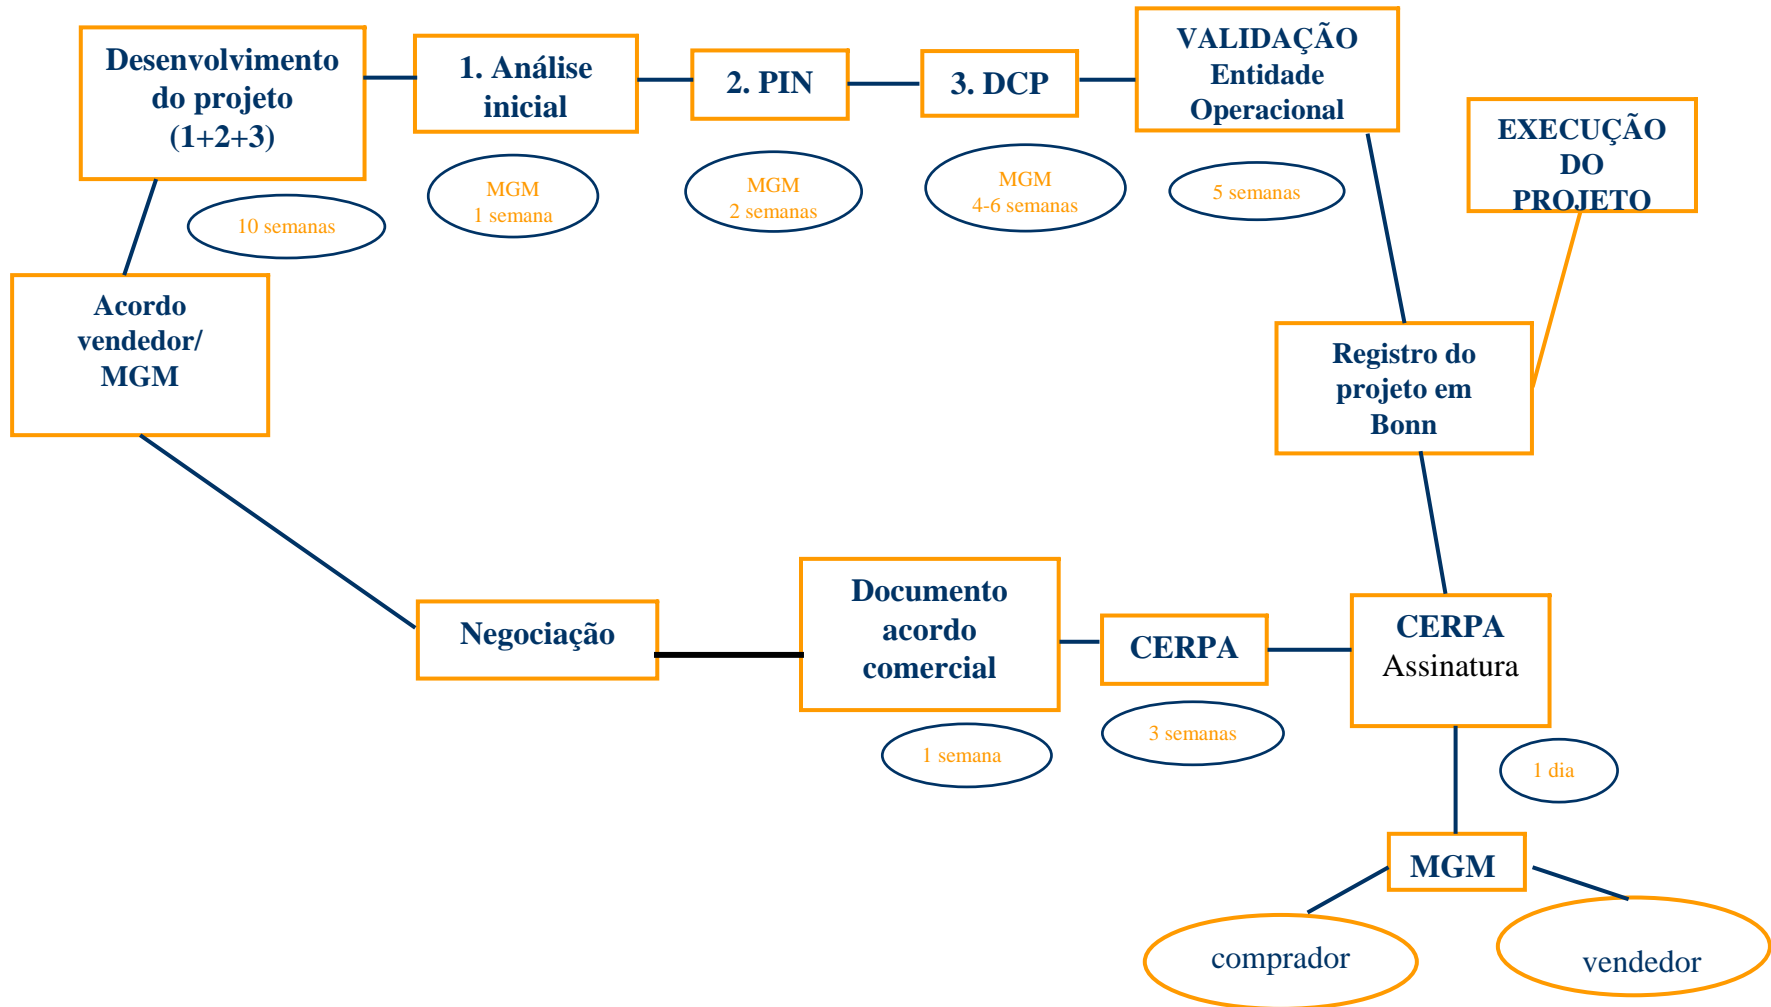 Desenvolvimento
do projeto
(1+2+3)
1. Análise
inicial
2. PIN
3. DCP
VALIDAÇÃO
Entidade
Operacional
EXECUÇÃO
DO
PROJETO
10 semanas
MGM
1 semana
MGM
2 semanas
MGM
4-6 semanas
5 semanas
Acordo
vendedor/
MGM
Registro do
projeto em
Bonn
Negociação
Documento
acordo
comercial
CERPA
CERPA
Assinatura
1 semana
3 semanas
1 dia
MGM
comprador
vendedor